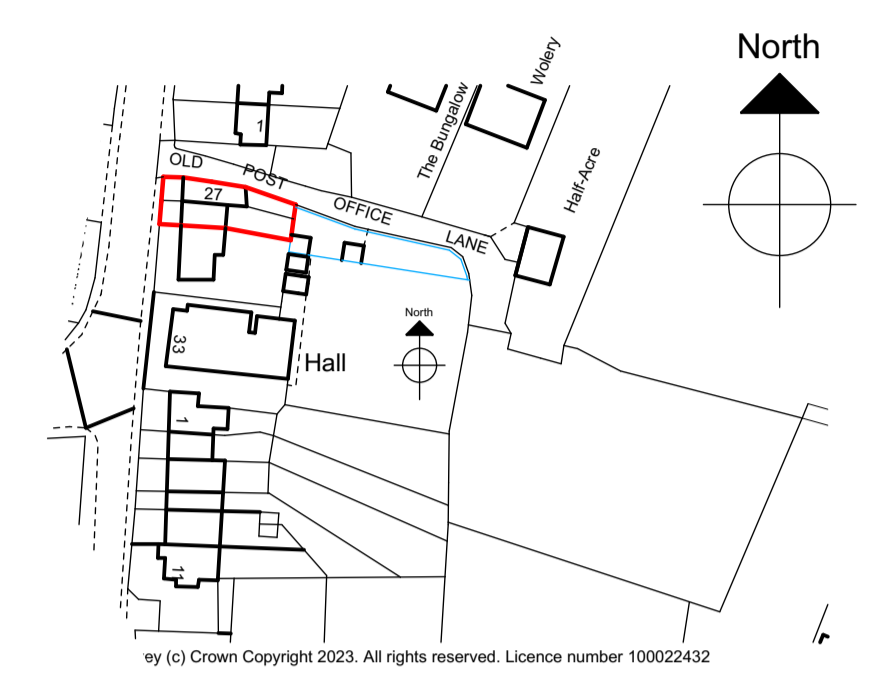 North
Wolery
The Bungalow
1
Half-Acre
OLD POST OFFICE LANE
27
North
33
Hall
1
11
ey (c) Crown Copyright 2023. All rights reserved. Licence number 100022432